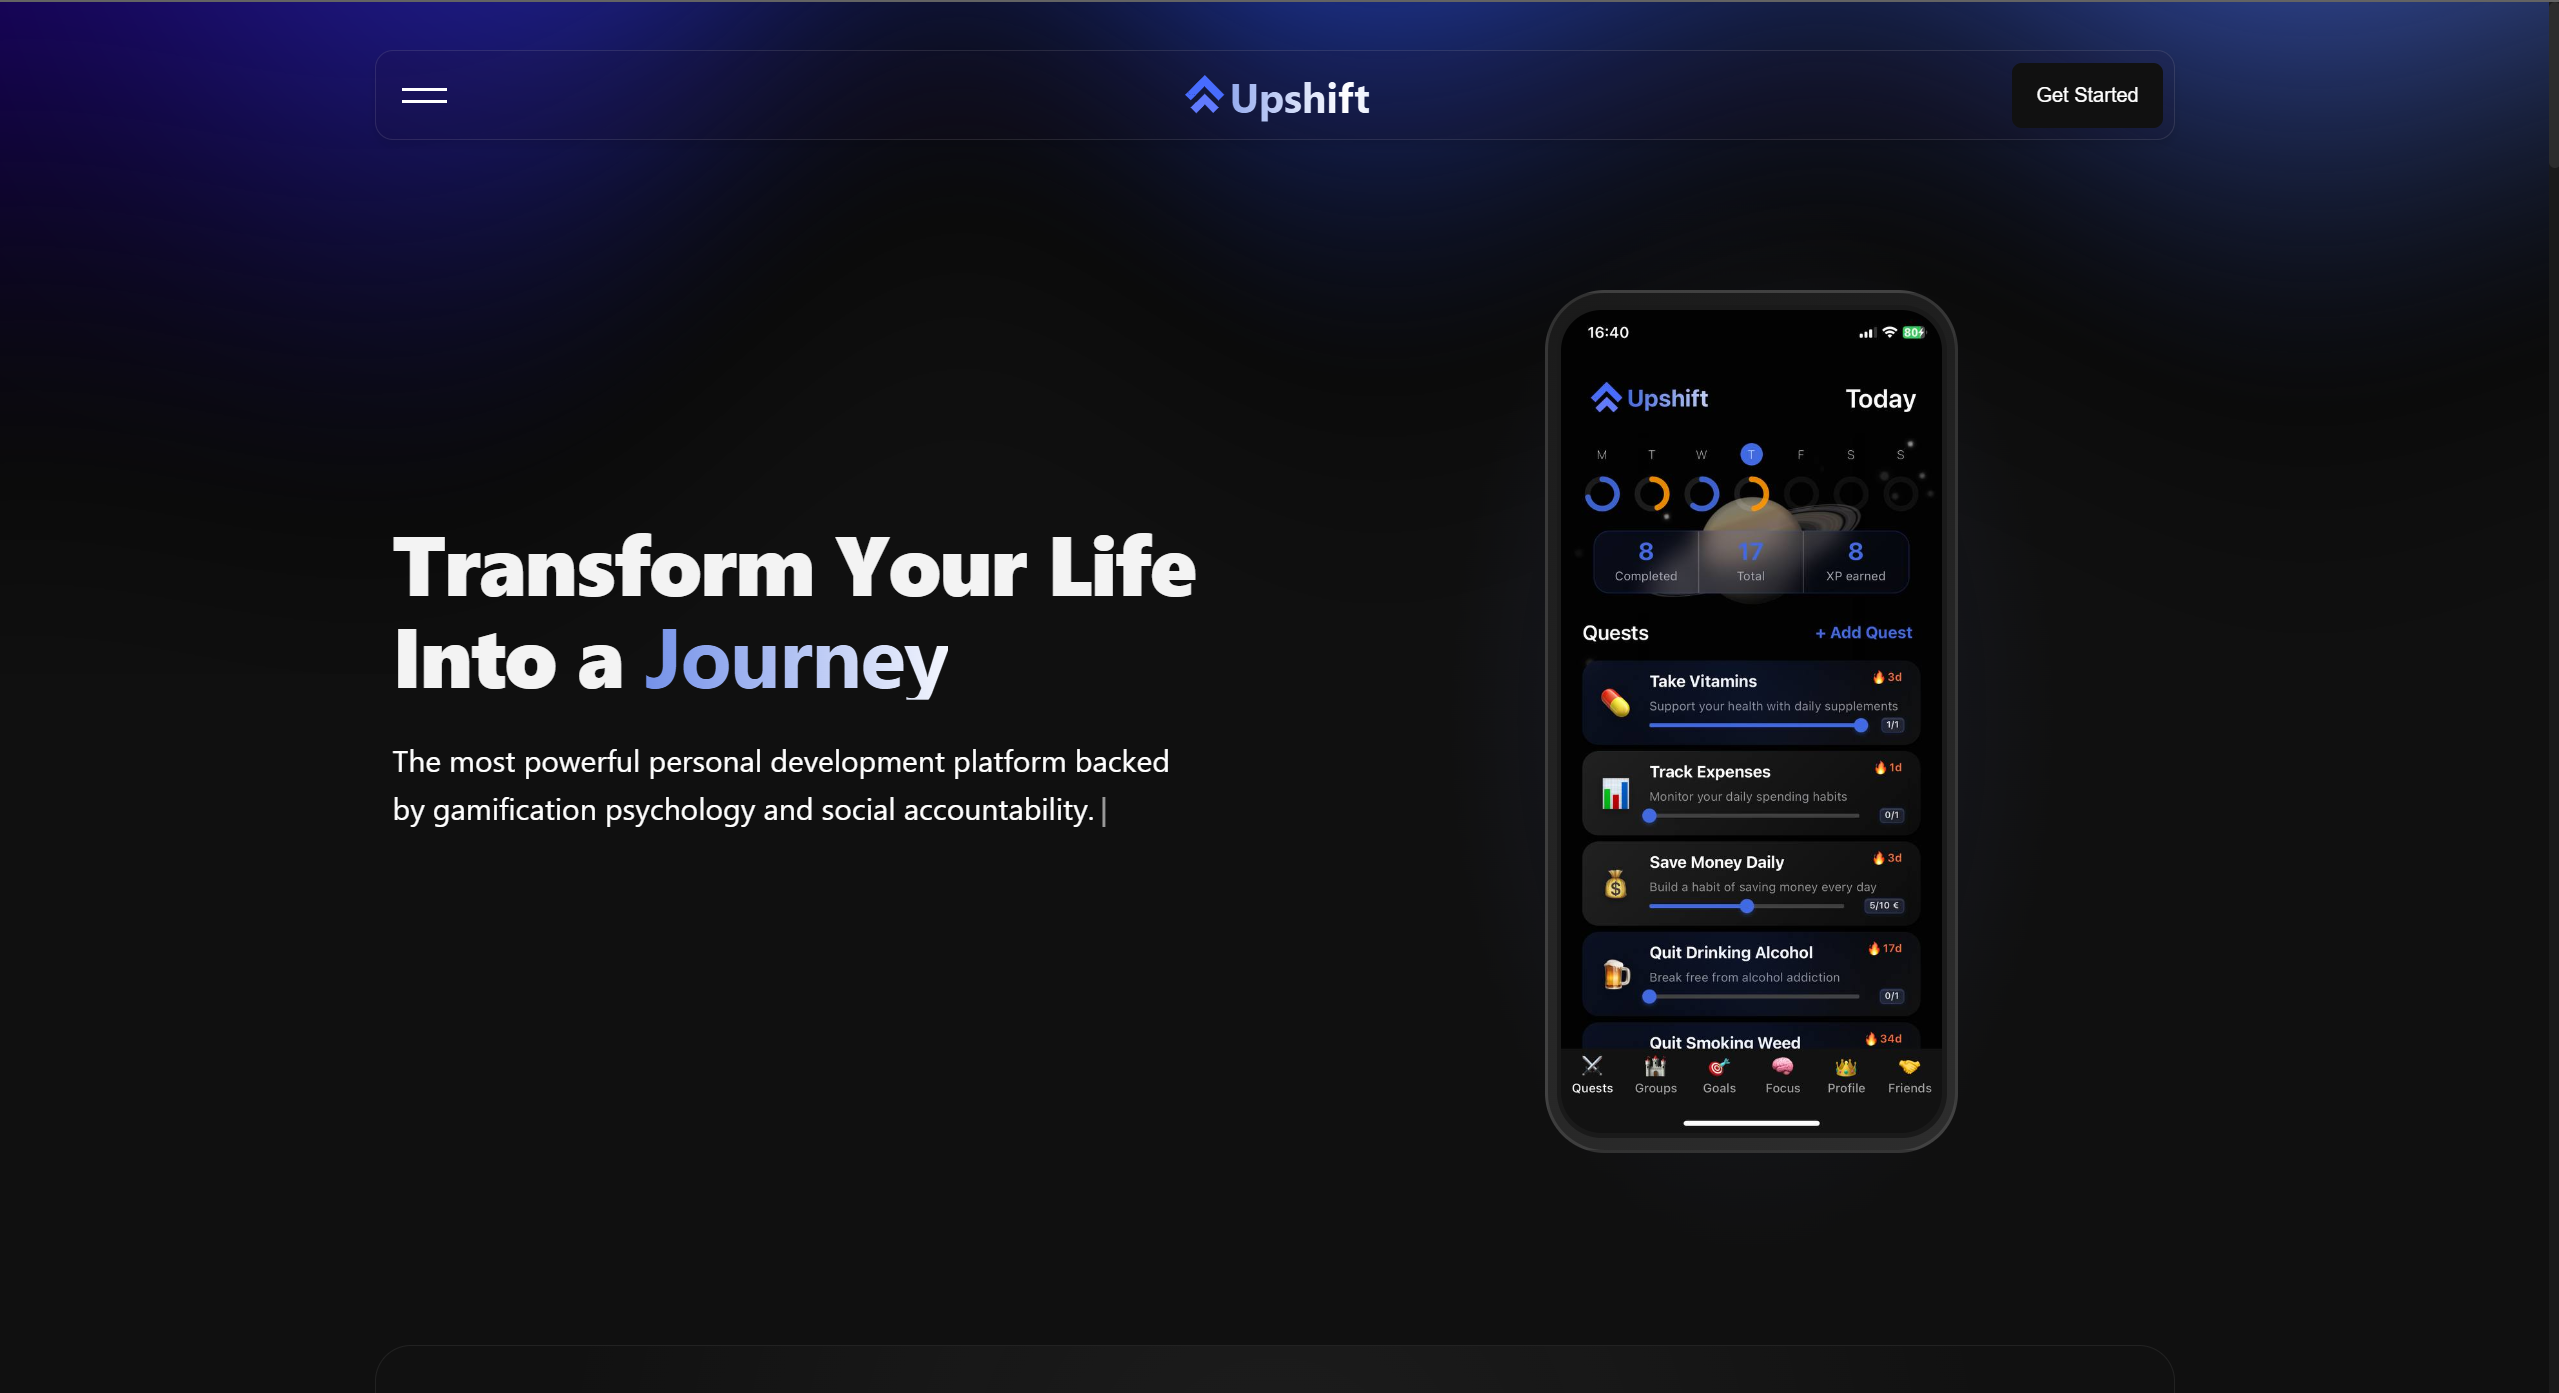 Upshift
Get Started
Transform Your Life
Into a Journey
The most powerful personal development platform backed
by gamification psychology and social accountability. |
16:40
80
Upshift
Today
M T W T F S S
8 17 8
Completed Total XP earned
Quests
+ Add Quest
Take Vitamins
3d
Support your health with daily supplements
1/1
Track Expenses
1d
Monitor your daily spending habits
0/1
Save Money Daily
3d
Build a habit of saving money every day
5/10 €
Quit Drinking Alcohol
17d
Break free from alcohol addiction
0/1
Quit Smoking Weed
34d
Quests Groups Goals Focus Profile Friends